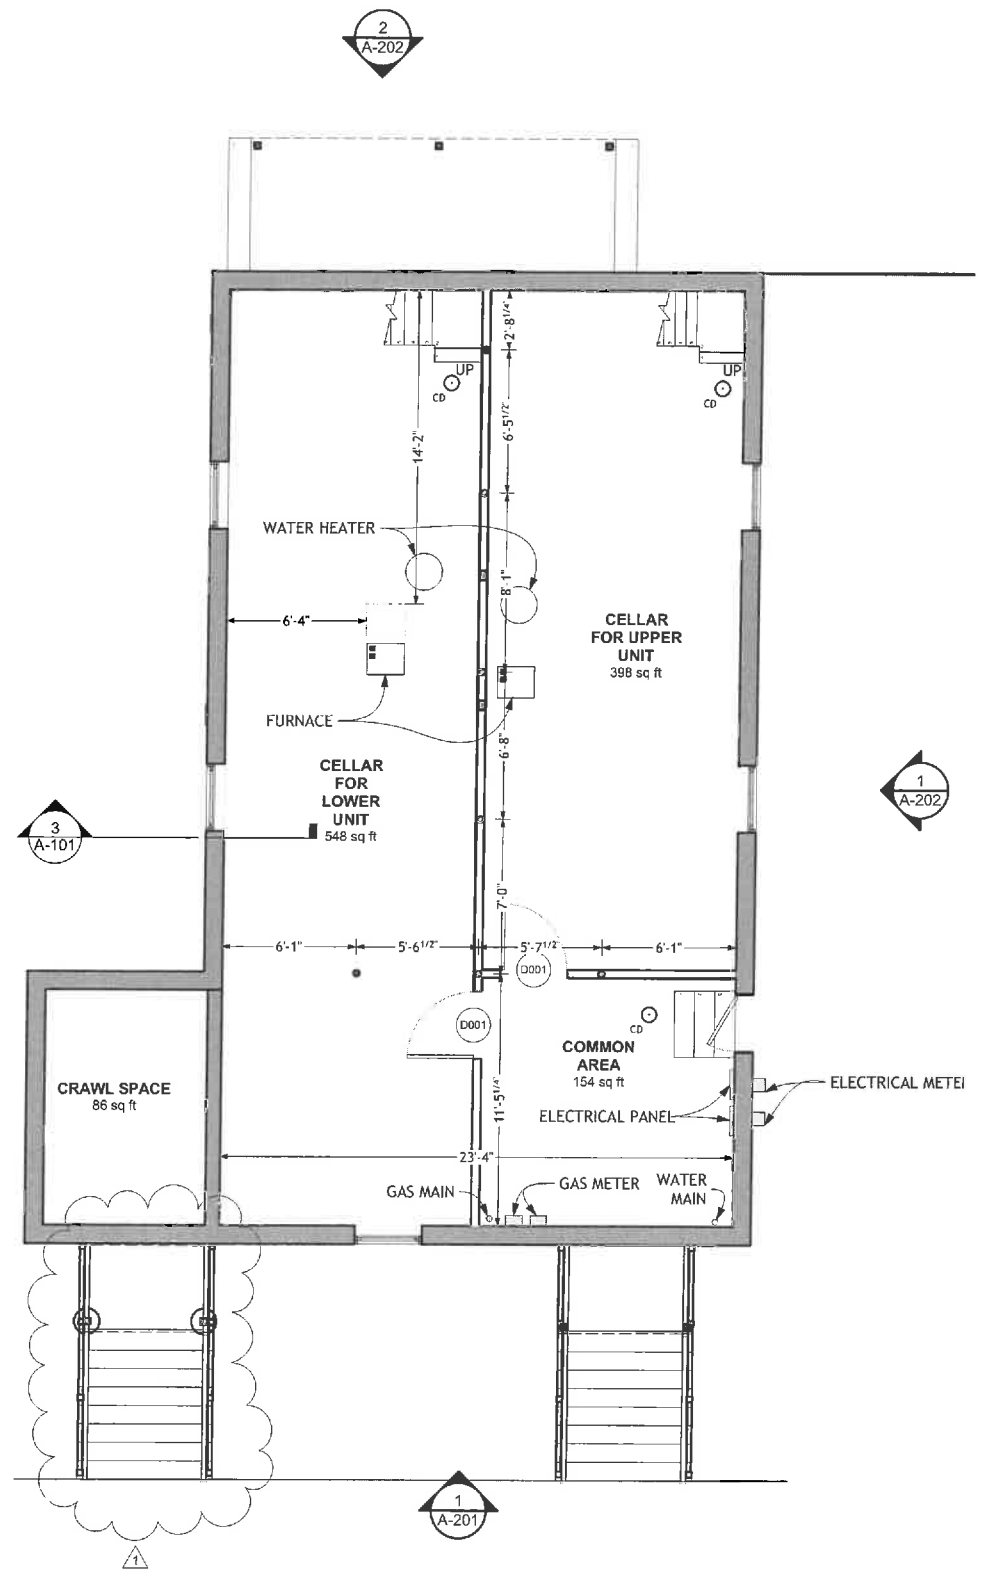 2
A-202
2'-8 1/4"
UP
CD
UP
CD
6'-5 1/2"
14'-2"
WATER HEATER
8'-1"
6'-4"
CELLAR
FOR UPPER
UNIT
398 sq ft
FURNACE
6'-8"
CELLAR
FOR
LOWER
UNIT
548 sq ft
1
A-202
3
A-101
7'-0"
6'-1"
5'-6 1/2"
5'-7 1/2"
6'-1"
D001
D001
CD
COMMON
AREA
154 sq ft
CRAWL SPACE
86 sq ft
ELECTRICAL METE
11'-5 1/4"
ELECTRICAL PANEL
23'-4"
GAS MAIN
GAS METER
WATER
MAIN
1
A-201
1